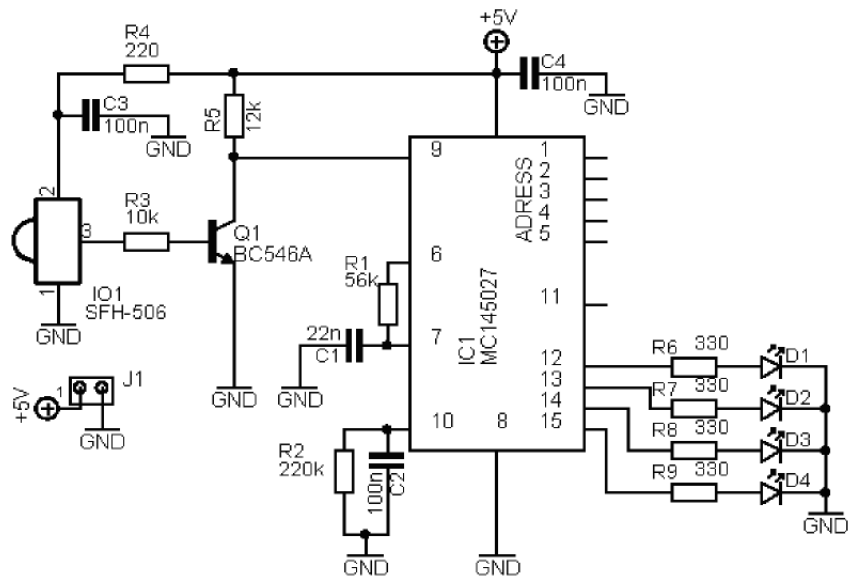 +5V
R4
220
C4
100n
GND
C3
100n
GND
R5
12k
9
1
2
3
4
5
ADRESS
2
3
1
R3
10k
Q1
BC546A
IO1
SFH-506
GND
R1
56k
6
7
IC1
MC145027
11
22n
C1
GND
GND
12
13
14
15
R6
330
D1
R7
330
D2
R8
330
D3
R9
330
D4
GND
+5V
1
J1
GND
10
8
R2
220k
100n
C2
GND
GND